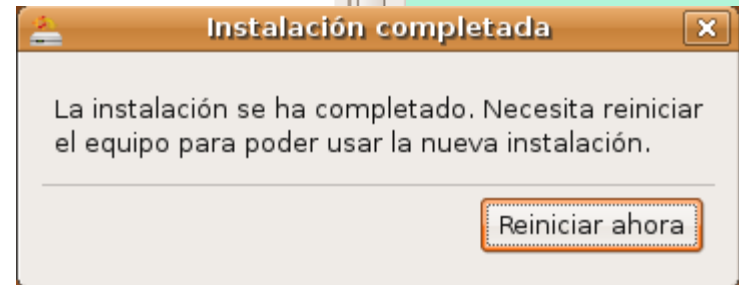 Instalación completada
La instalación se ha completado. Necesita reiniciar
el equipo para poder usar la nueva instalación.
Reiniciar ahora